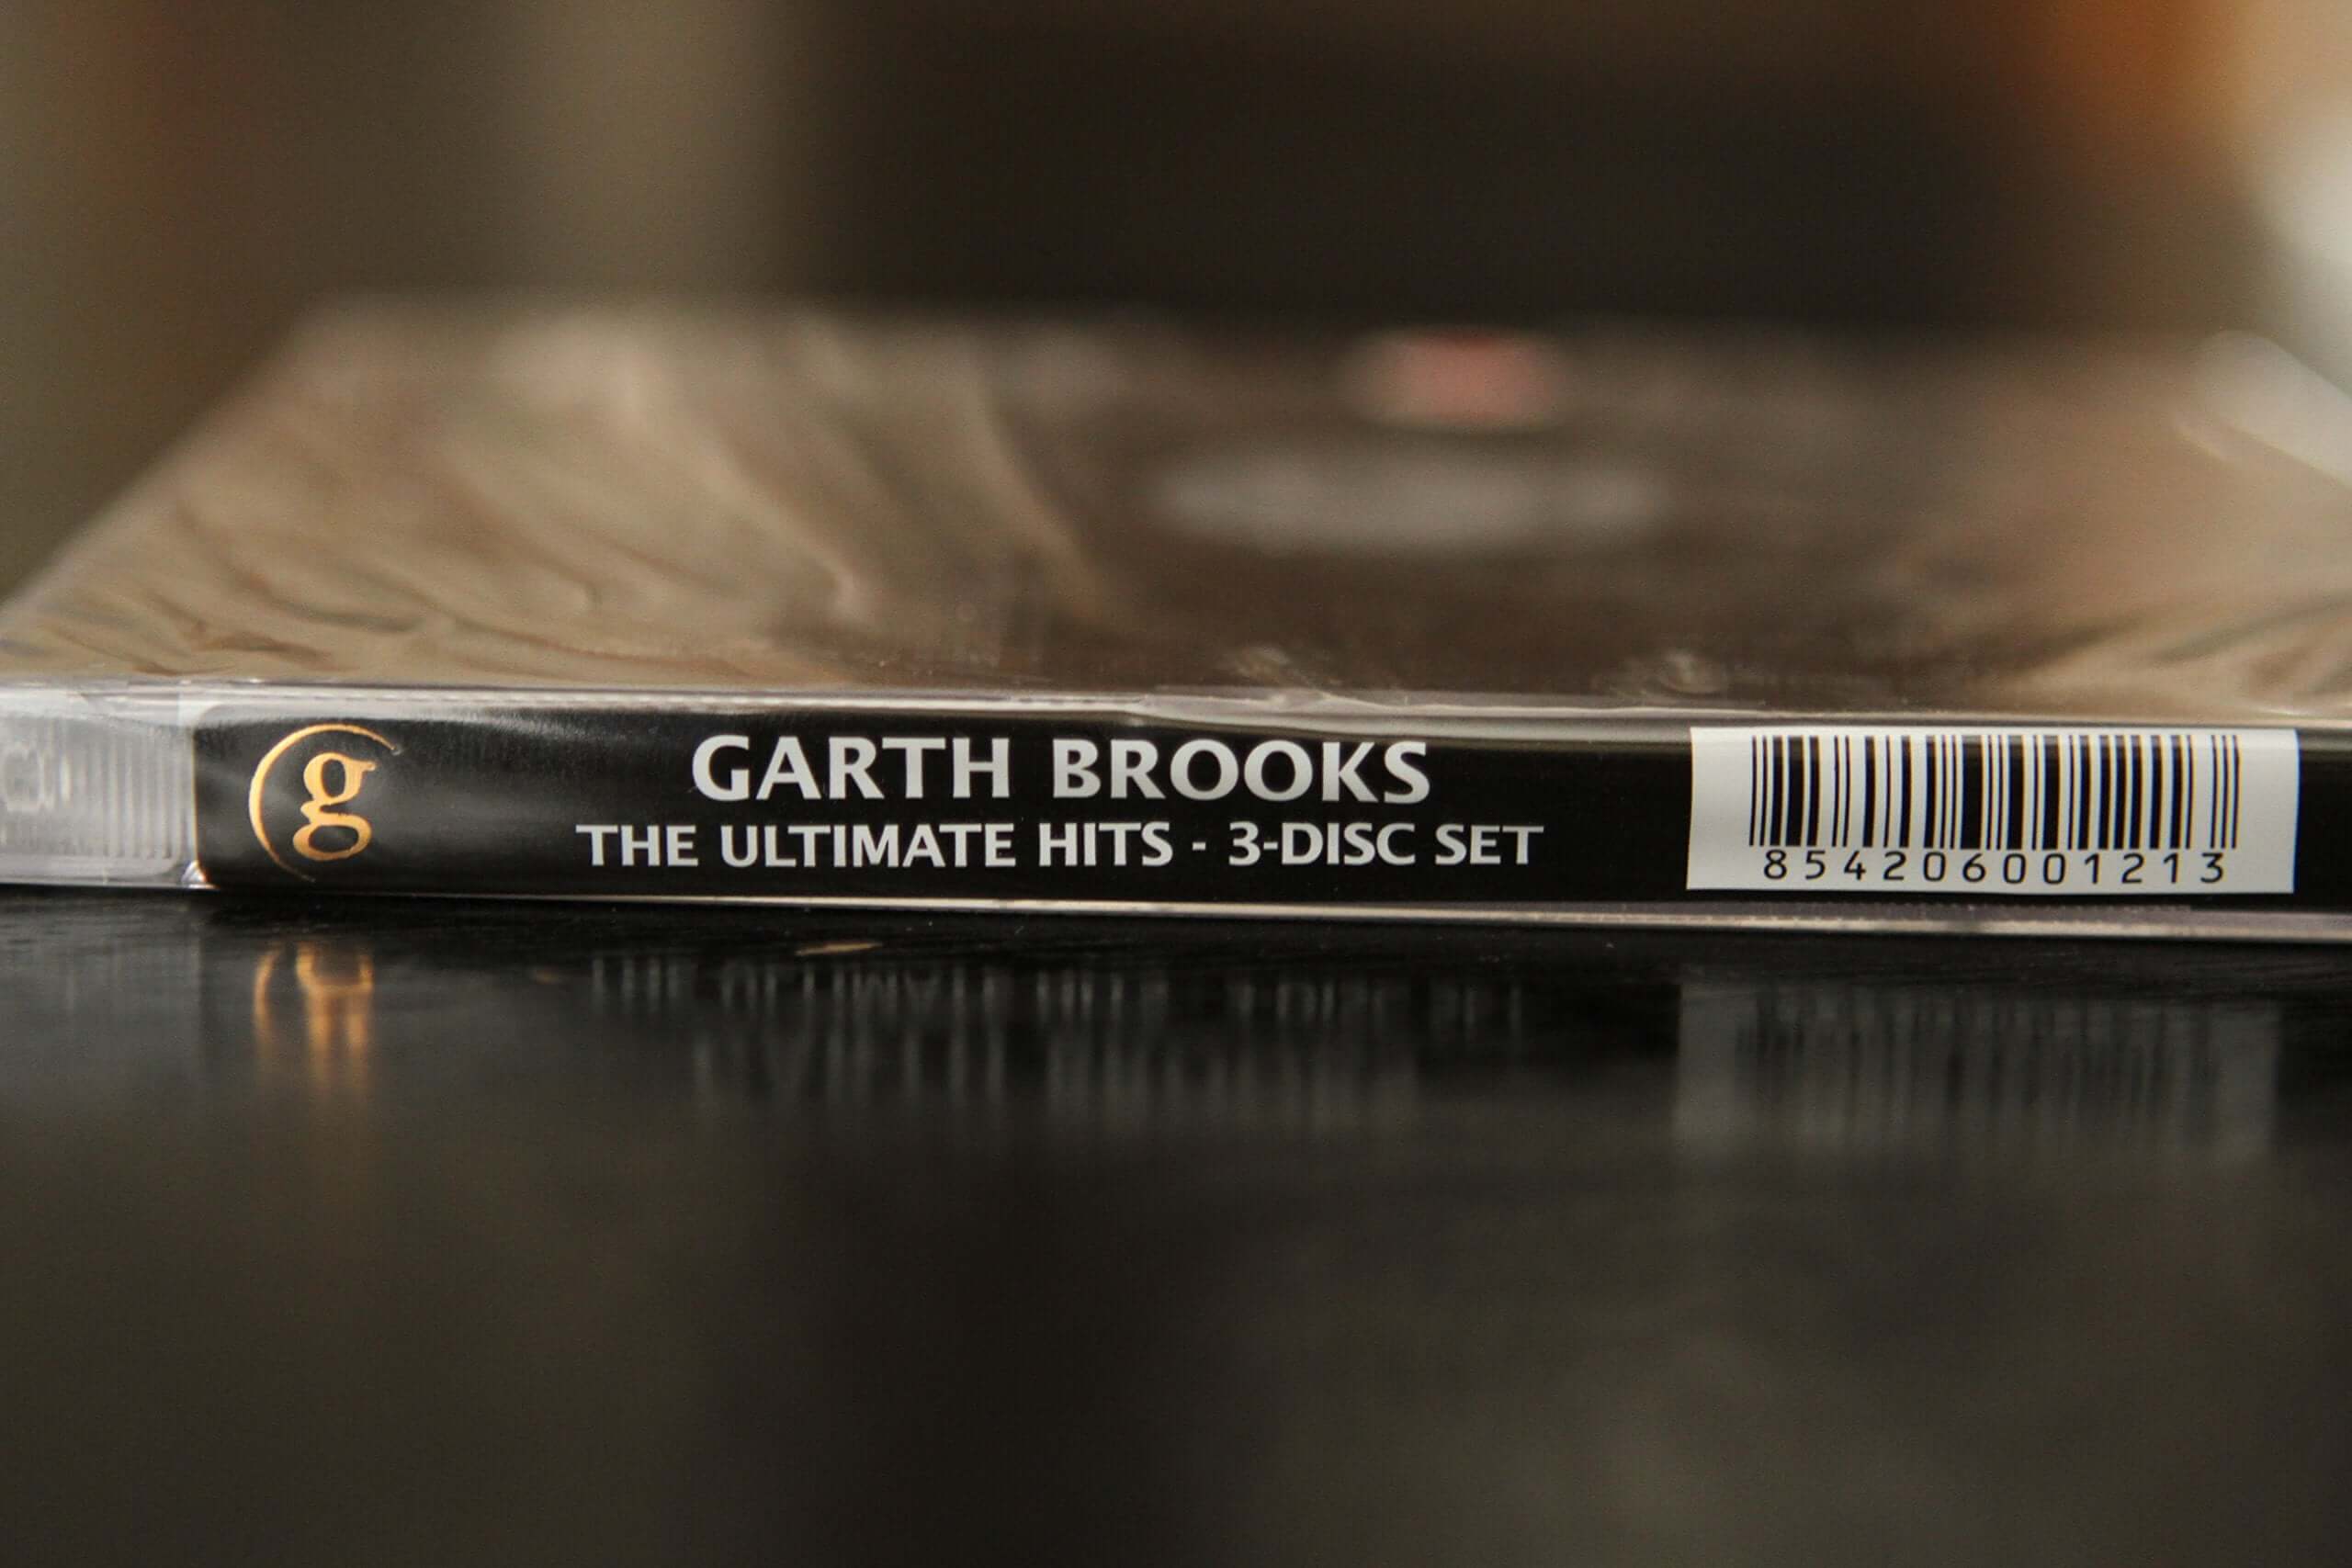 g
GARTH BROOKS
THE ULTIMATE HITS - 3-DISC SET
854206001213